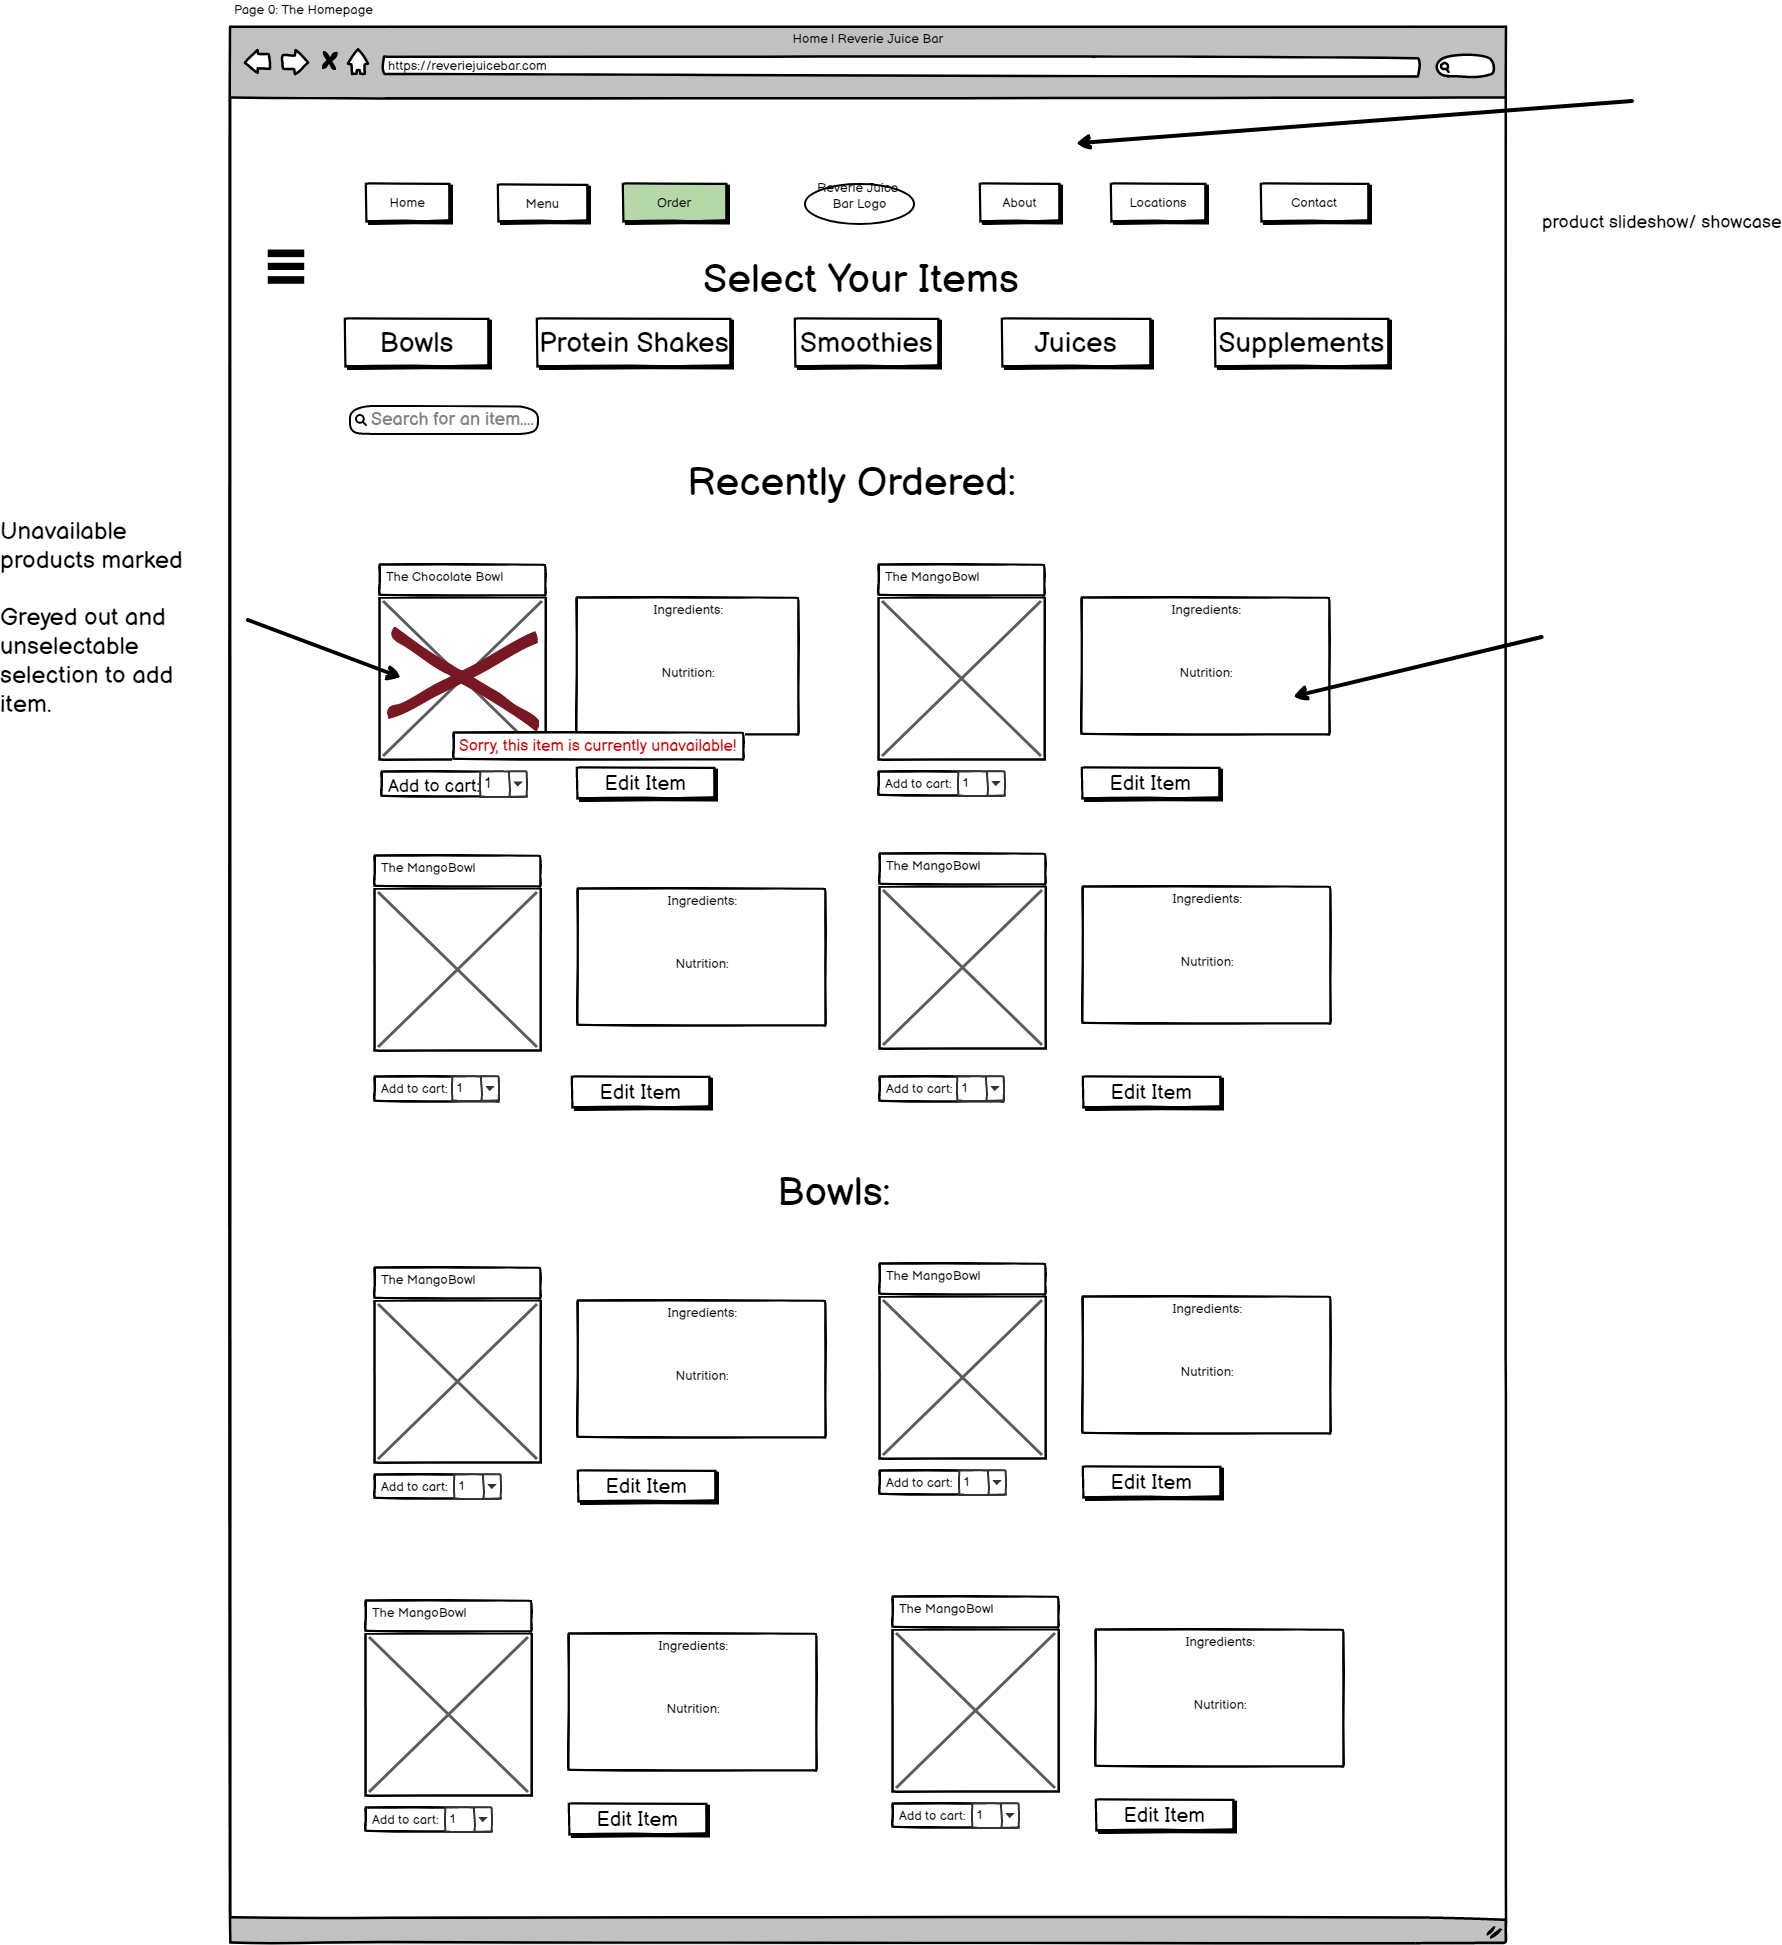 Page 0: The Homepage
Home | Reverie Juice Bar
https://reveriejuicebar.com
Home
Menu
Order
Reverie Juice
Bar Logo
About
Locations
Contact
product slideshow/ showcase
Select Your Items
Bowls
Protein Shakes
Smoothies
Juices
Supplements
Search for an item....
Recently Ordered:
Unavailable
products marked
Greyed out and
unselectable
selection to add
item.
The Chocolate Bowl
Ingredients:
Nutrition:
Sorry, this item is currently unavailable!
Add to cart:
1
Edit Item
The MangoBowl
Ingredients:
Nutrition:
Add to cart:
1
Edit Item
The MangoBowl
Ingredients:
Nutrition:
Add to cart:
1
Edit Item
The MangoBowl
Ingredients:
Nutrition:
Add to cart:
1
Edit Item
Bowls:
The MangoBowl
Ingredients:
Nutrition:
Add to cart:
1
Edit Item
The MangoBowl
Ingredients:
Nutrition:
Add to cart:
1
Edit Item
The MangoBowl
Ingredients:
Nutrition:
Add to cart:
1
Edit Item
The MangoBowl
Ingredients:
Nutrition:
Add to cart:
1
Edit Item